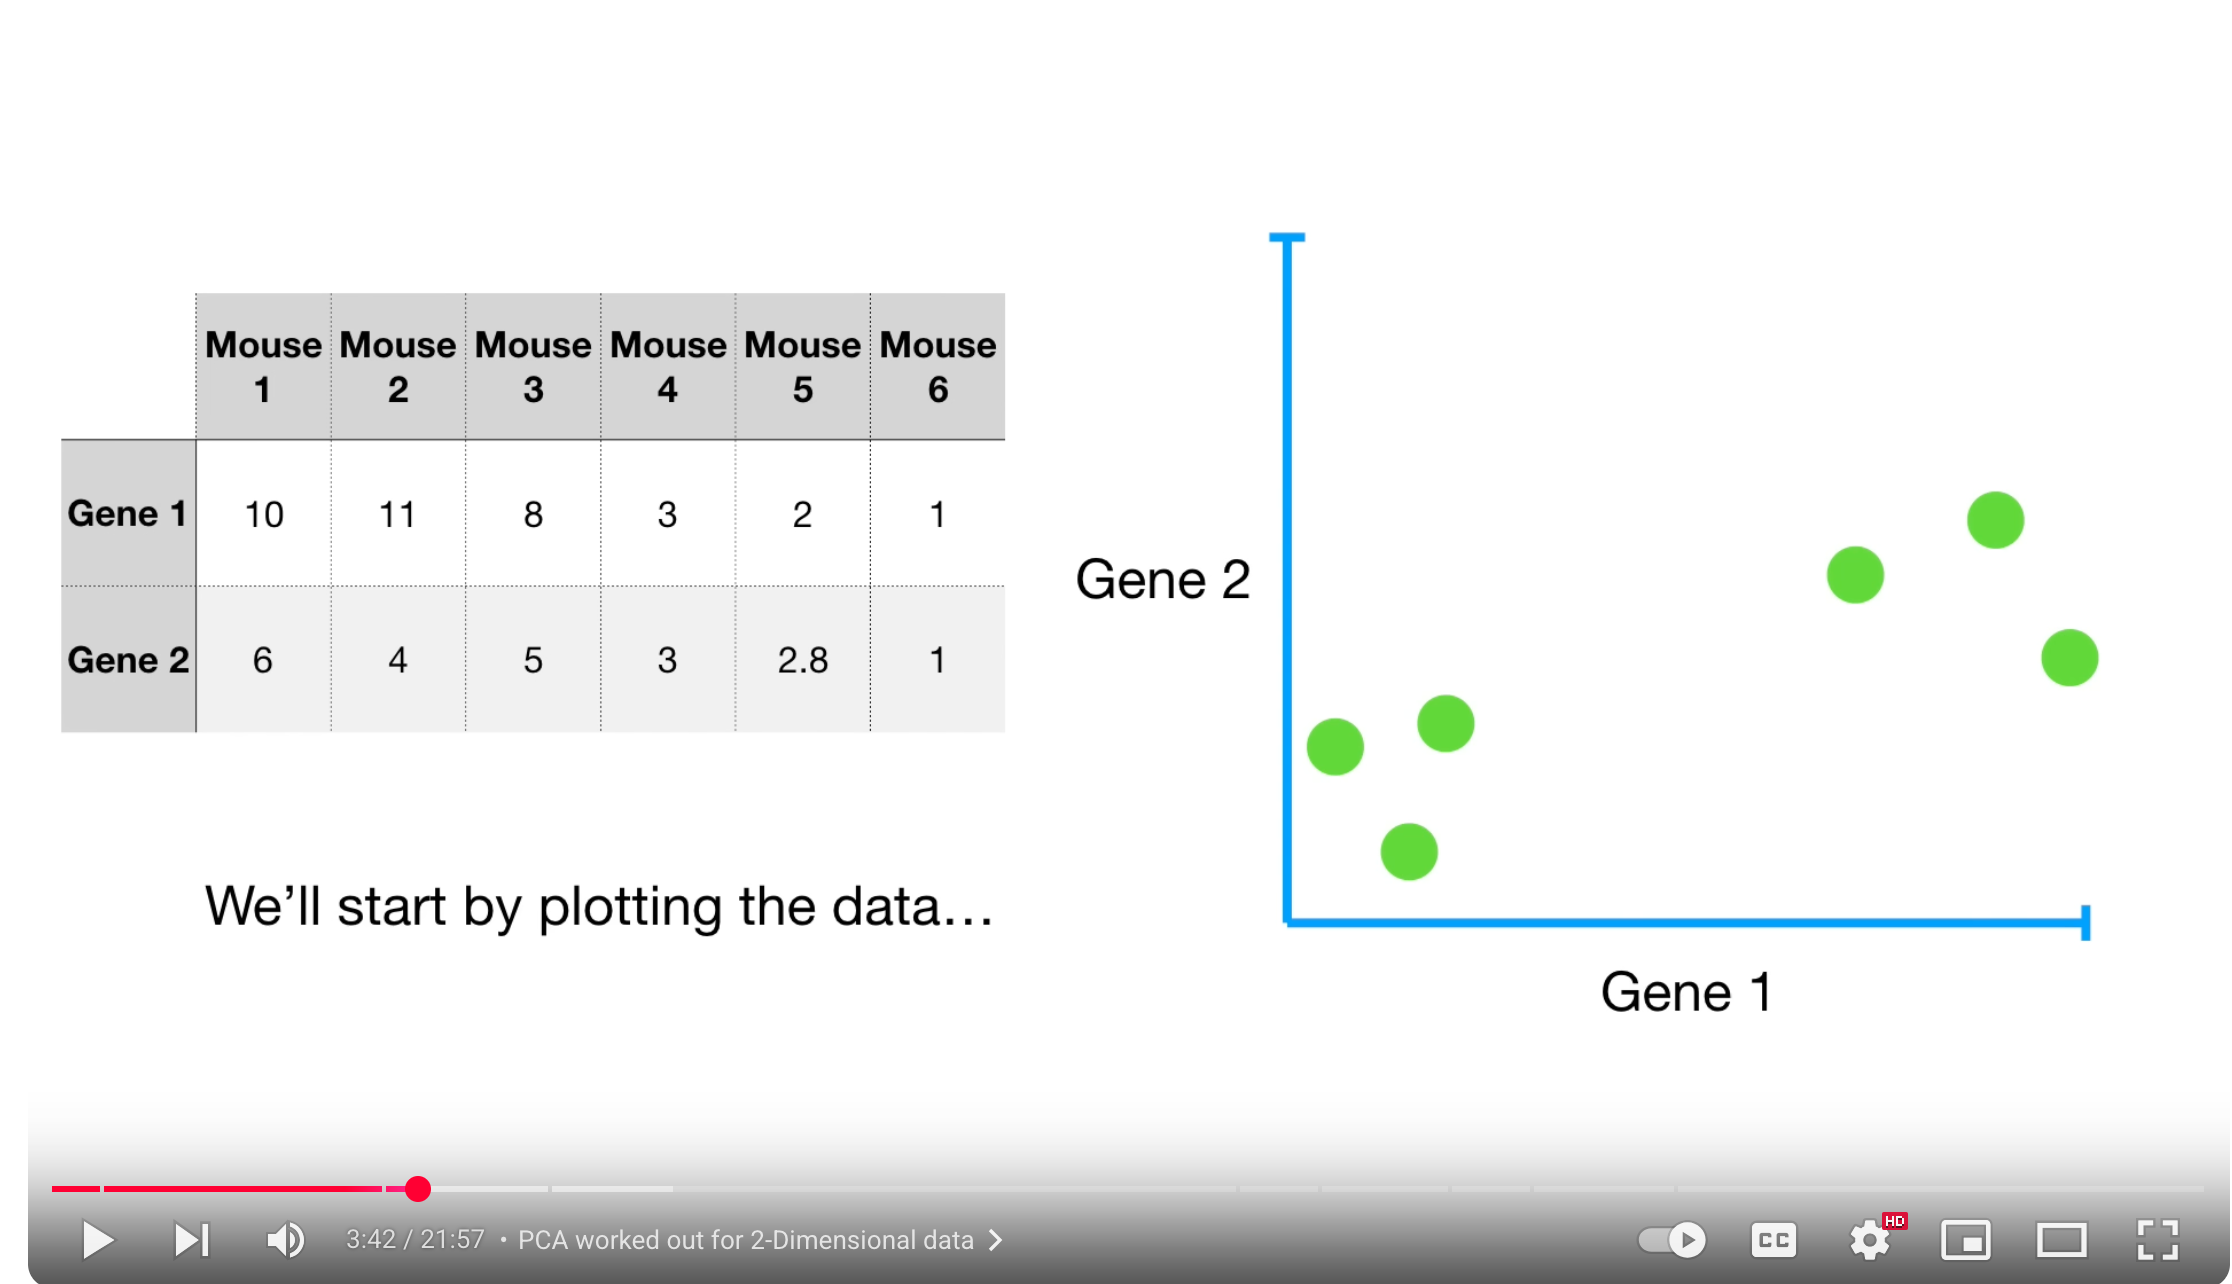 Mouse 1 Mouse 2 Mouse 3 Mouse 4 Mouse 5 Mouse 6
Gene 1 10 11 8 3 2 1
Gene 2 6 4 5 3 2.8 1
We’ll start by plotting the data…
Gene 2
Gene 1
3:42 / 21:57 • PCA worked out for 2-Dimensional data
CC
HD